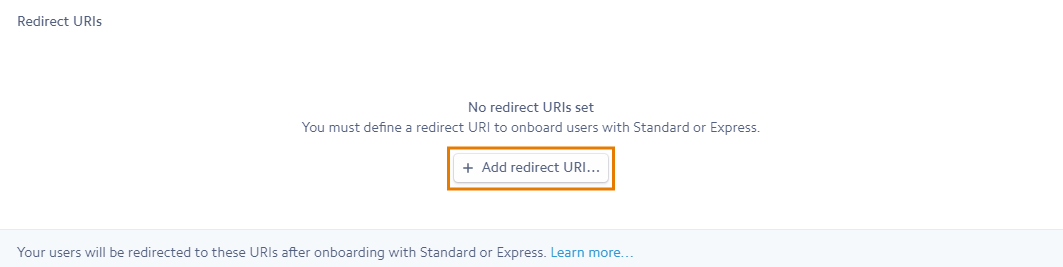 Redirect URIs
No redirect URIs set
You must define a redirect URI to onboard users with Standard or Express.
+ Add redirect URI...
Your users will be redirected to these URIs after onboarding with Standard or Express. Learn more...